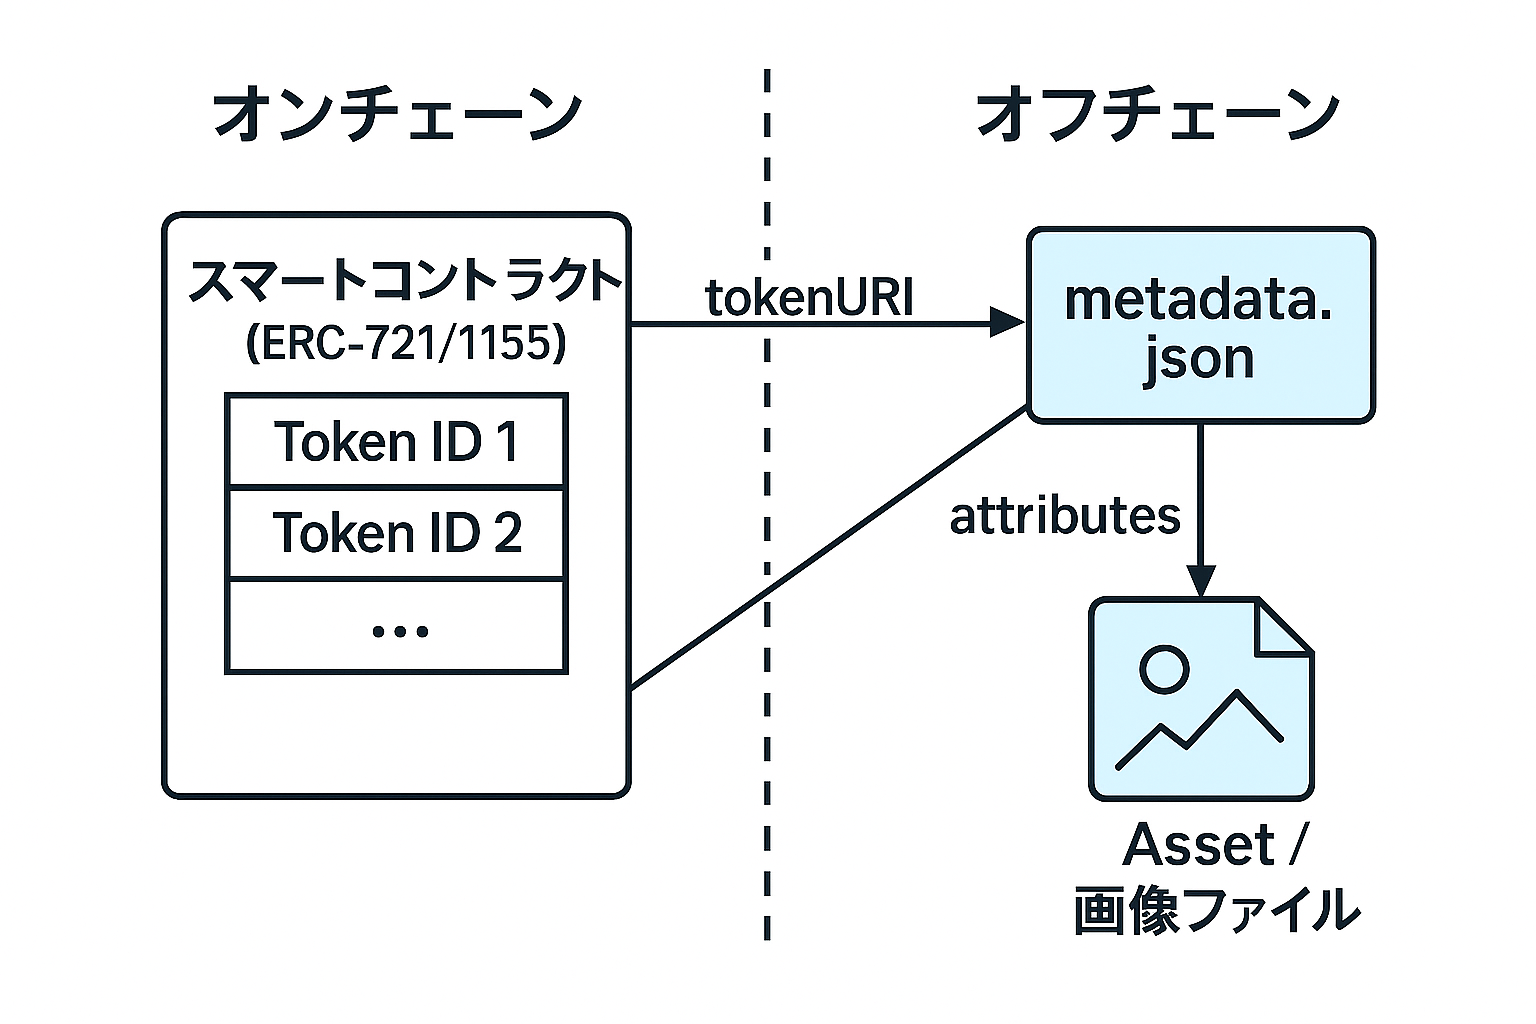 オンチェーン
オフチェーン
スマートコントラクト
(ERC-721/1155)
Token ID 1
Token ID 2
...
tokenURI
metadata.
json
attributes
Asset /
画像ファイル